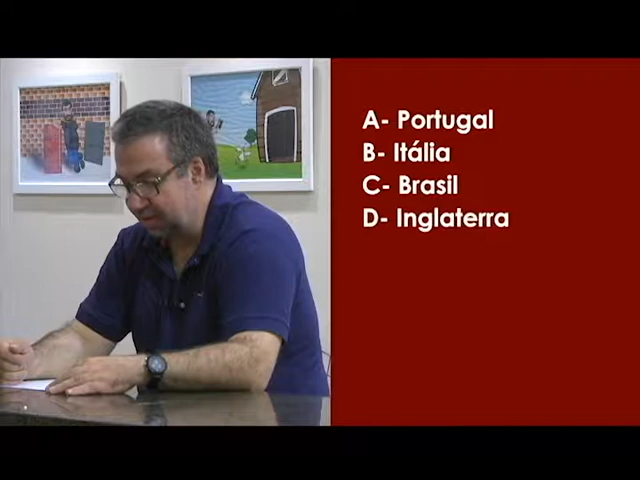 A- Portugal
B- Itália
C- Brasil
D- Inglaterra